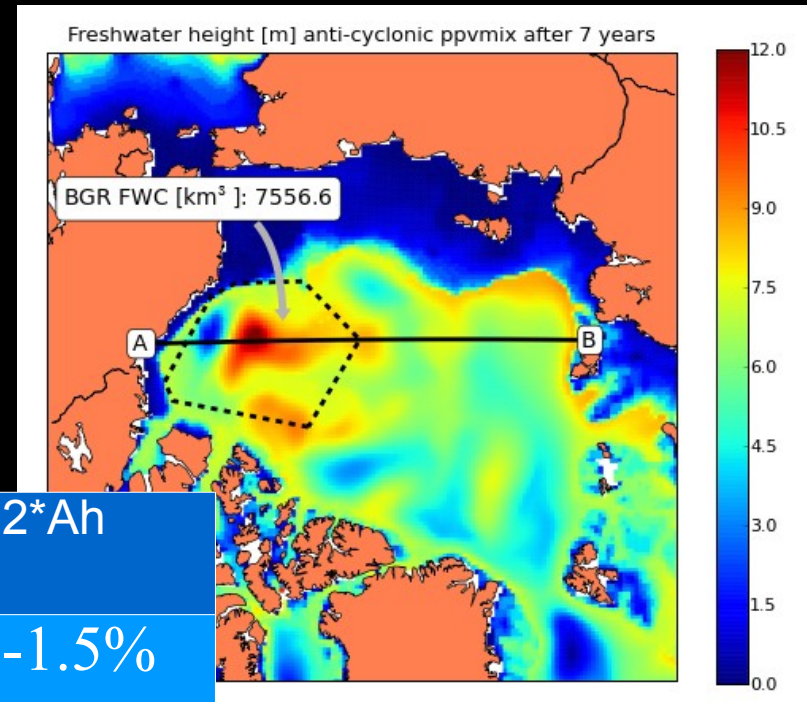 Freshwater height [m] anti-cyclonic ppvmix after 7 years
BGR FWC [km³ ]: 7556.6
A
B
12.0
10.5
9.0
7.5
6.0
4.5
3.0
1.5
0.0
2*Ah
-1.5%